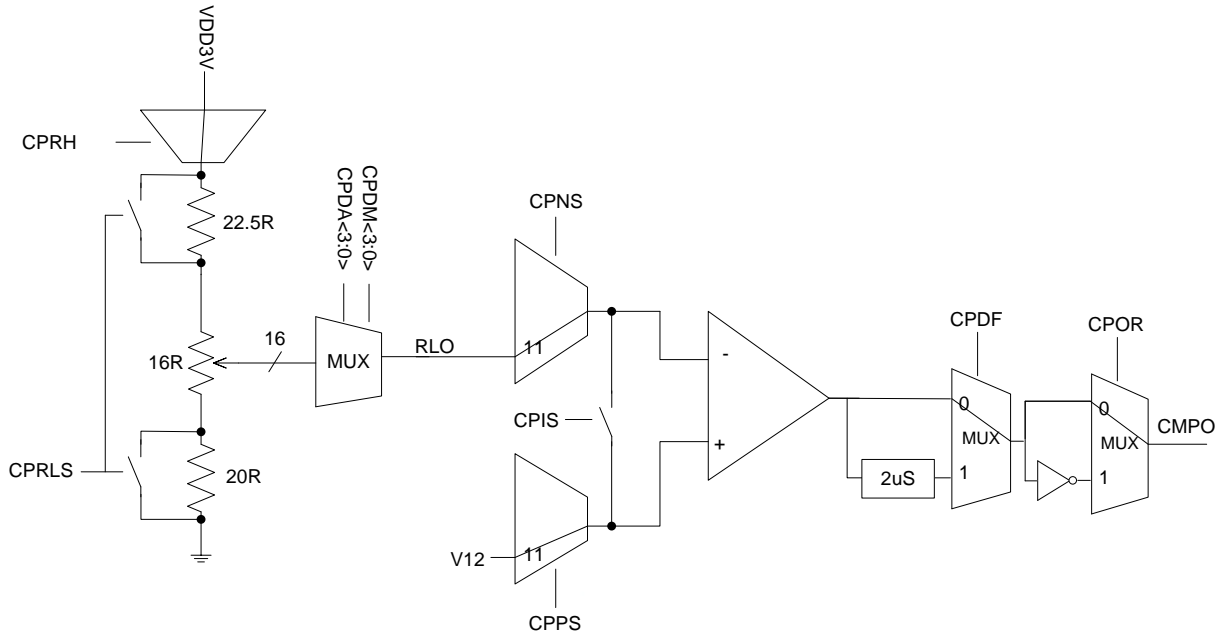 VDD3V
CPRH
22.5R
16R
20R
CPRLS
16
CPDA<3:0>
CPDM<3:0>
MUX
RLO
CPNS
11
CPIS
V12
11
CPPS
-
+
2uS
CPDF
0
MUX
1
CPOR
0
MUX
1
CMPO